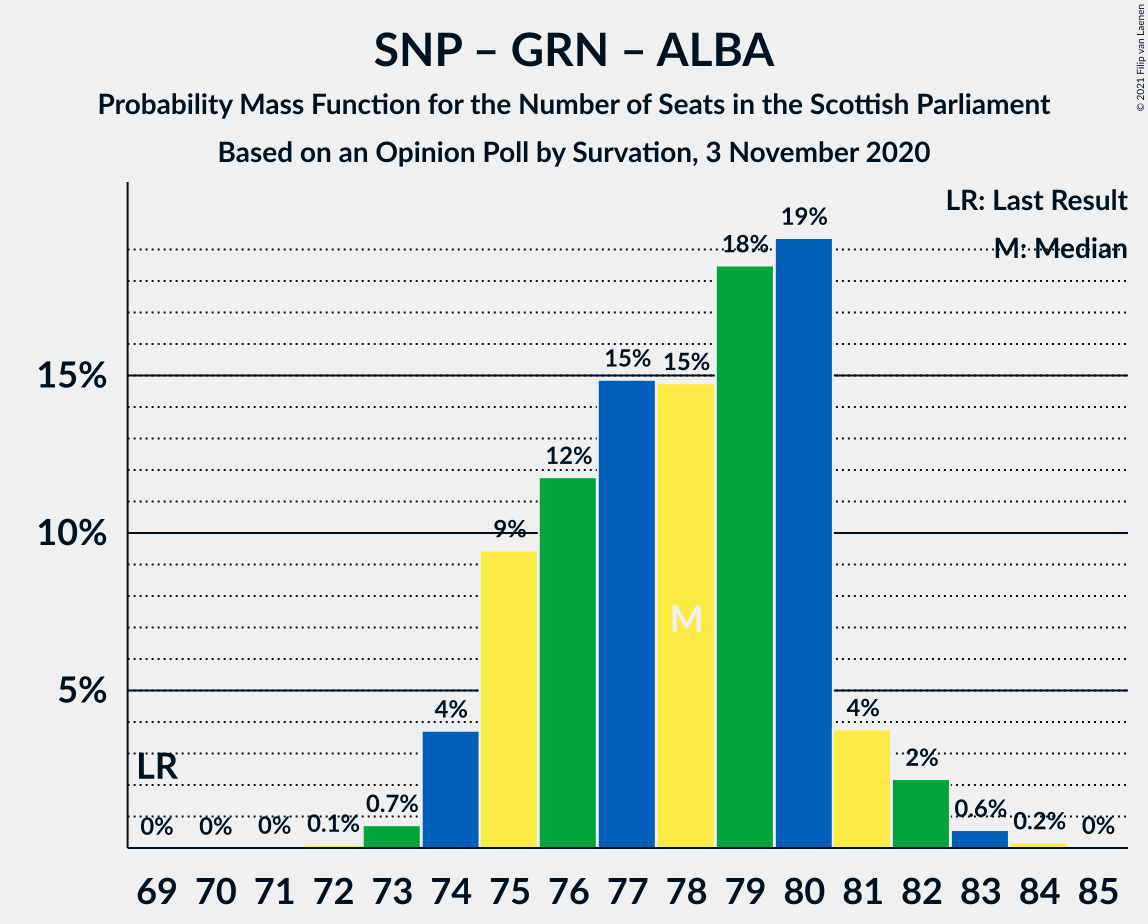 SNP – GRN – ALBA
Probability Mass Function for the Number of Seats in the Scottish Parliament
Based on an Opinion Poll by Survation, 3 November 2020
© 2021 Filip van Laenen
LR: Last Result
M: Median
19%
18%
15%
15%
15%
12%
10%
9%
M
5%
4%
4%
LR
2%
0.7%
0.6%
0%
0%
0%
0.1%
0.2%
0%
69 70 71 72 73 74 75 76 77 78 79 80 81 82 83 84 85